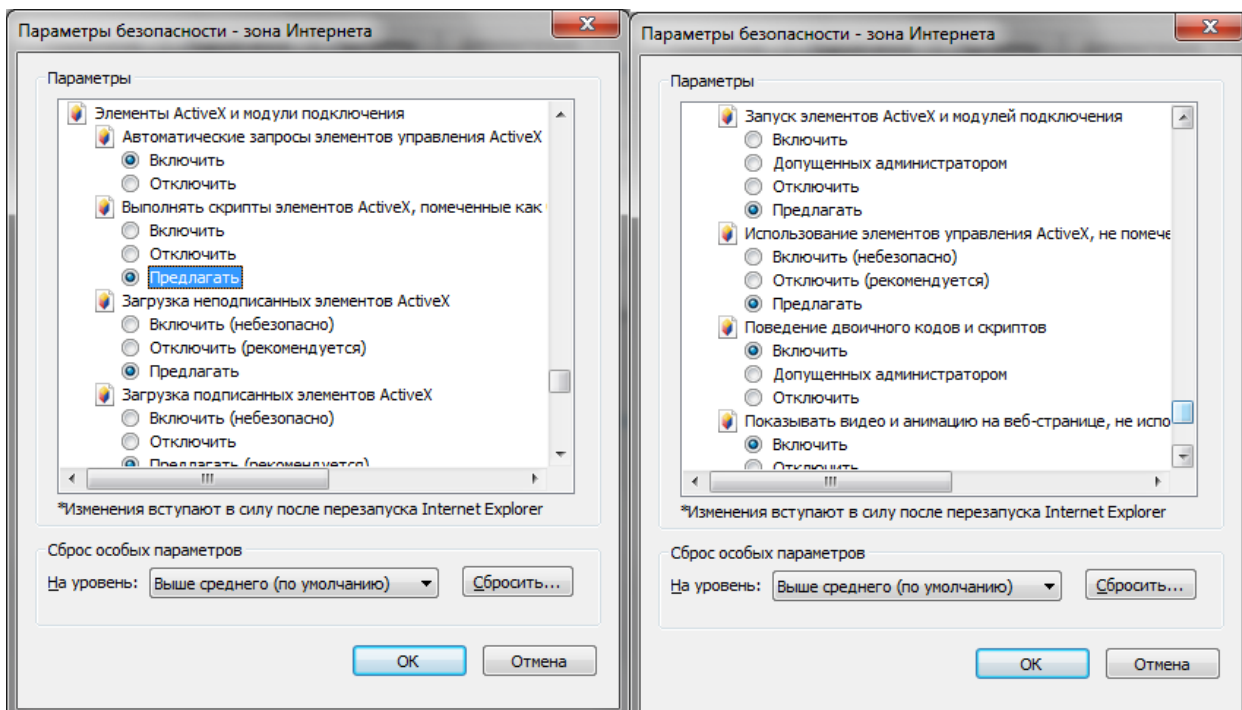 Параметры безопасности - зона Интернета
Параметры
Элементы ActiveX и модули подключения
Автоматические запросы элементов управления ActiveX
Включить
Отключить
Выполнять скрипты элементов ActiveX, помеченные как
Включить
Отключить
Предлагать
Загрузка неподписанных элементов ActiveX
Включить (небезопасно)
Отключить (рекомендуется)
Предлагать
Загрузка подписанных элементов ActiveX
Включить (небезопасно)
Отключить
Предлагать (рекомендуется)
*Изменения вступают в силу после перезапуска Internet Explorer
Сброс особых параметров
На уровень: Выше среднего (по умолчанию) Сбросить...
OK Отмена
Параметры безопасности - зона Интернета
Параметры
Запуск элементов ActiveX и модулей подключения
Включить
Допущенных администратором
Отключить
Предлагать
Использование элементов управления ActiveX, не помече
Включить (небезопасно)
Отключить (рекомендуется)
Предлагать
Поведение двоичного кодов и скриптов
Включить
Допущенных администратором
Отключить
Показывать видео и анимацию на веб-странице, не испо
Включить
Отключить
*Изменения вступают в силу после перезапуска Internet Explorer
Сброс особых параметров
На уровень: Выше среднего (по умолчанию) Сбросить...
OK Отмена